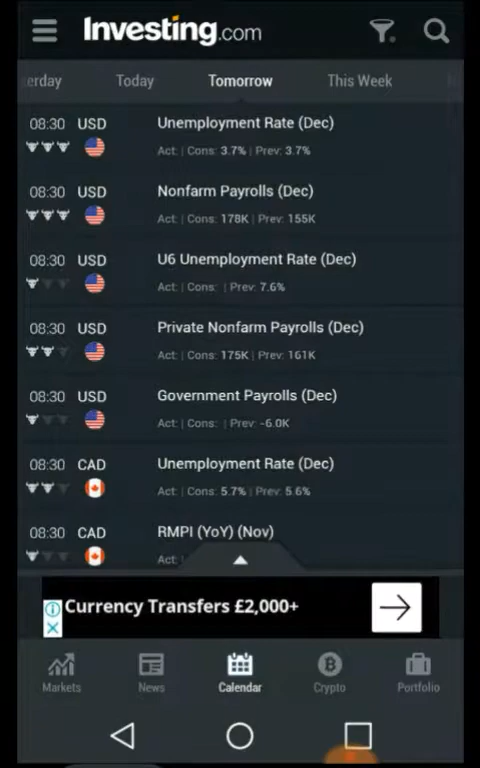 Investing.com
erday Today Tomorrow This Week
08:30 USD Unemployment Rate (Dec)
Act: | Cons: 3.7% | Prev: 3.7%
08:30 USD Nonfarm Payrolls (Dec)
Act: | Cons: 178K | Prev: 155K
08:30 USD U6 Unemployment Rate (Dec)
Act: | Cons: | Prev: 7.6%
08:30 USD Private Nonfarm Payrolls (Dec)
Act: | Cons: 175K | Prev: 161K
08:30 USD Government Payrolls (Dec)
Act: | Cons: | Prev: -6.0K
08:30 CAD Unemployment Rate (Dec)
Act: | Cons: 5.7% | Prev: 5.6%
08:30 CAD RMPI (YoY) (Nov)
Act: |
Currency Transfers £2,000+
Markets News Calendar Crypto Portfolio